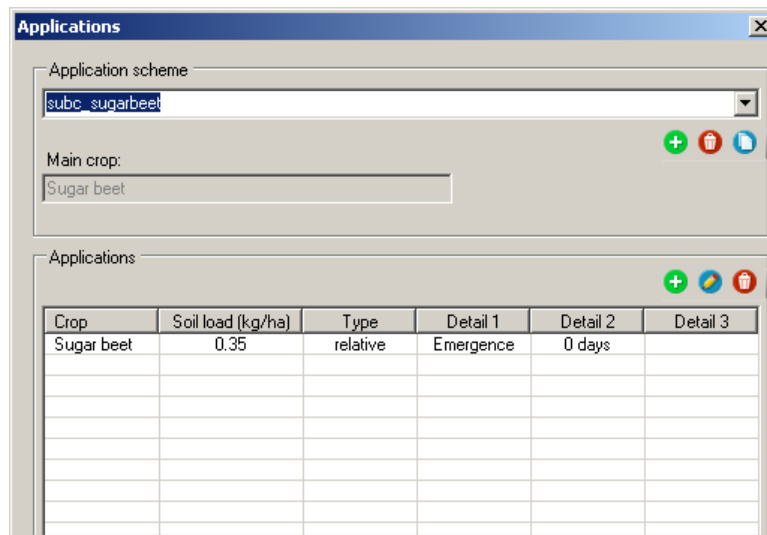 Applications
Application scheme
subc_sugarbeet
Main crop:
Sugar beet
Applications
Crop Soil load (kg/ha) Type Detail 1 Detail 2 Detail 3
Sugar beet 0.35 relative Emergence 0 days